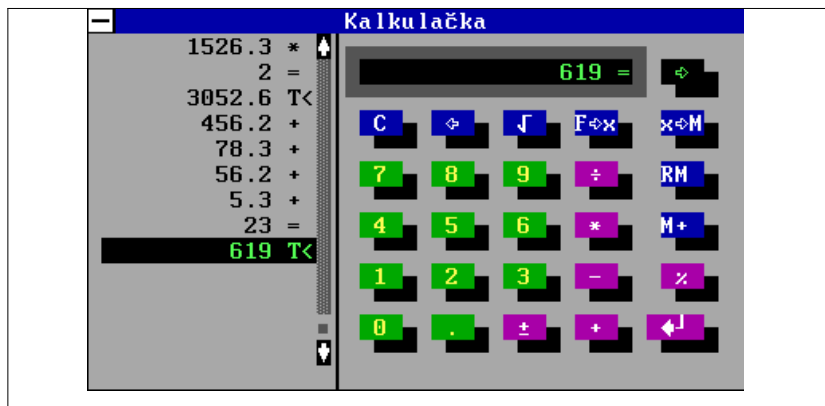 Kalkulačka
1526.3 *
2 =
3052.6 T<
456.2 +
78.3 +
56.2 +
5.3 +
23 =
619 T<
619 = ⇨
C ⇦ √ F⇨x x⇨M
7 8 9 ÷ RM
4 5 6 * M+
1 2 3 - %
0 . ± + ↵